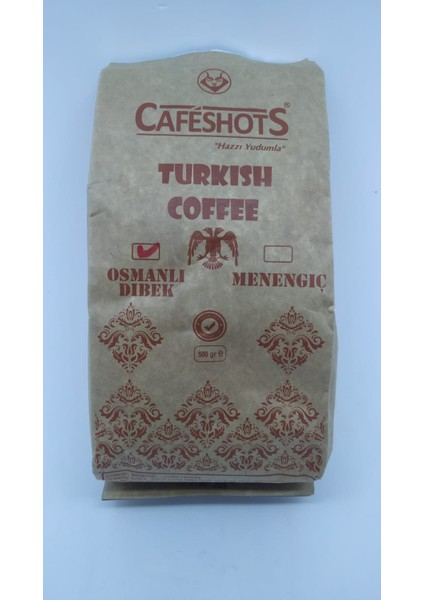 CAFÉSHOTS®
"Hazzı Yudumla"
TURKISH
COFFEE
OSMANLI
DIBEK
MENENGIÇ
500 gr ℮